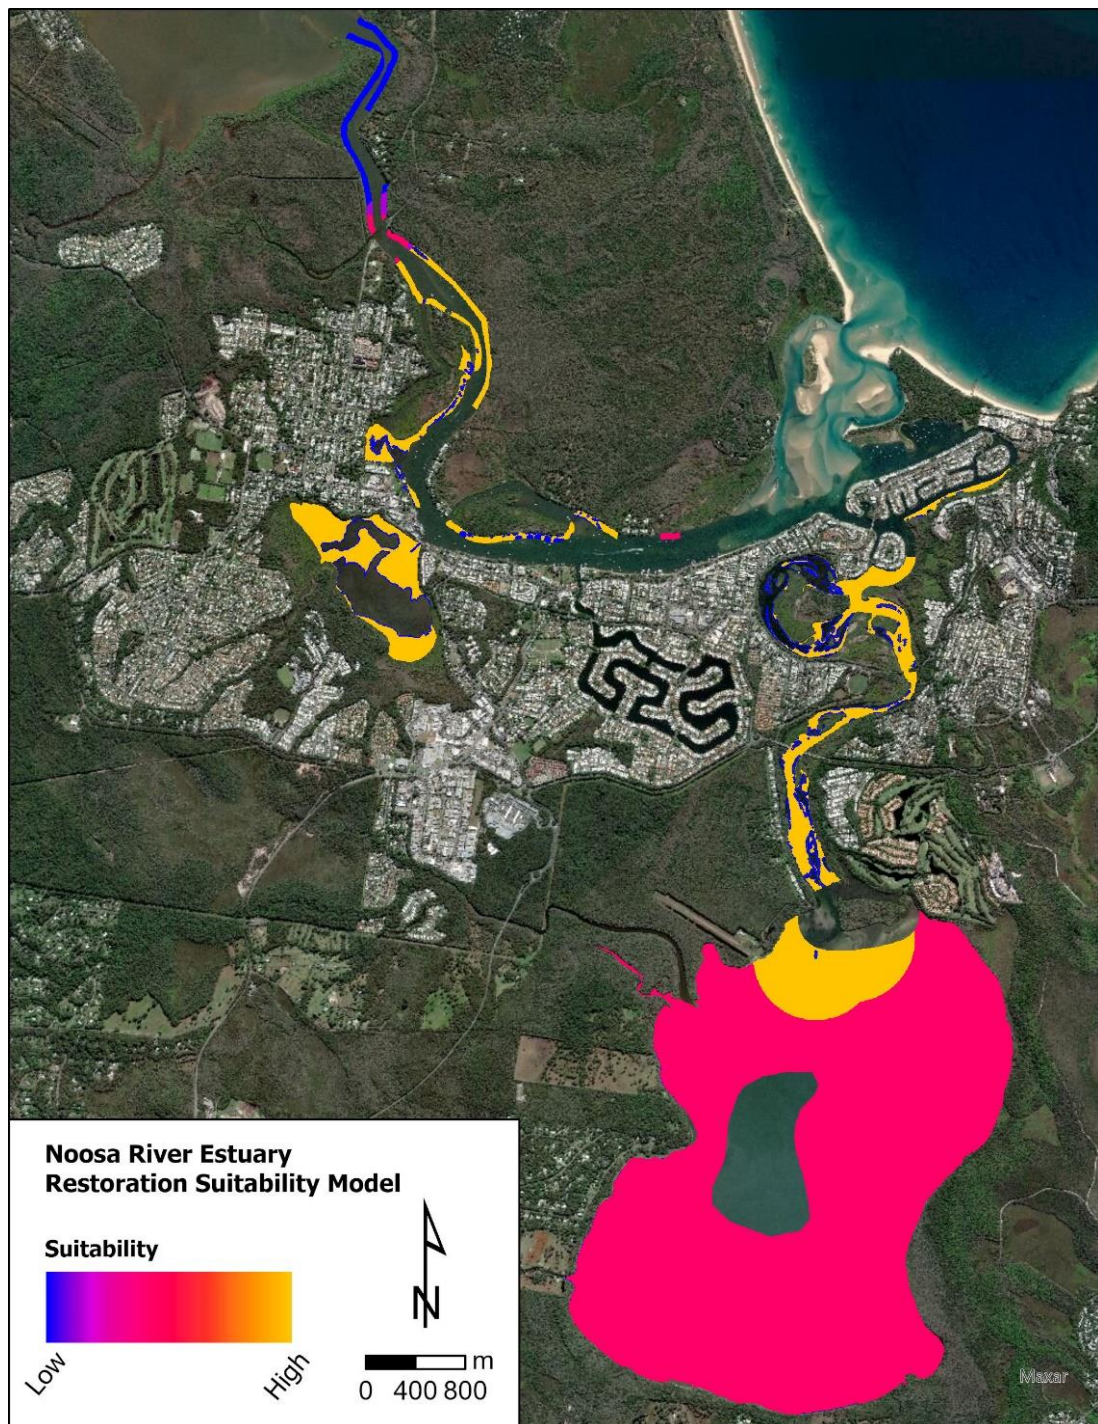 Noosa River Estuary
Restoration Suitability Model
Suitability
Low
High
N
m
0 400 800
Maxar